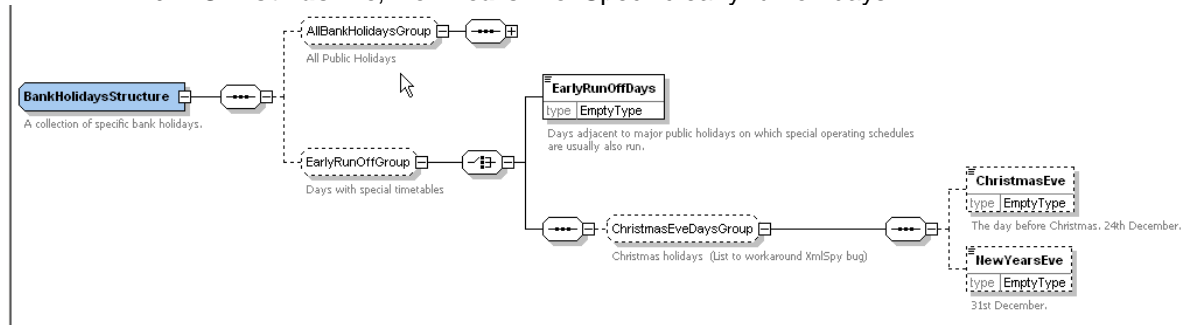 AllBankHolidaysGroup
All Public Holidays
BankHolidaysStructure
A collection of specific bank holidays.
EarlyRunOffDays
type EmptyType
Days adjacent to major public holidays on which special operating schedules
are usually also run.
EarlyRunOffGroup
Days with special timetables
ChristmasEveDaysGroup
Christmas holidays (List to workaround XmlSpy bug)
ChristmasEve
type EmptyType
The day before Christmas. 24th December.
NewYearsEve
type EmptyType
31st December.